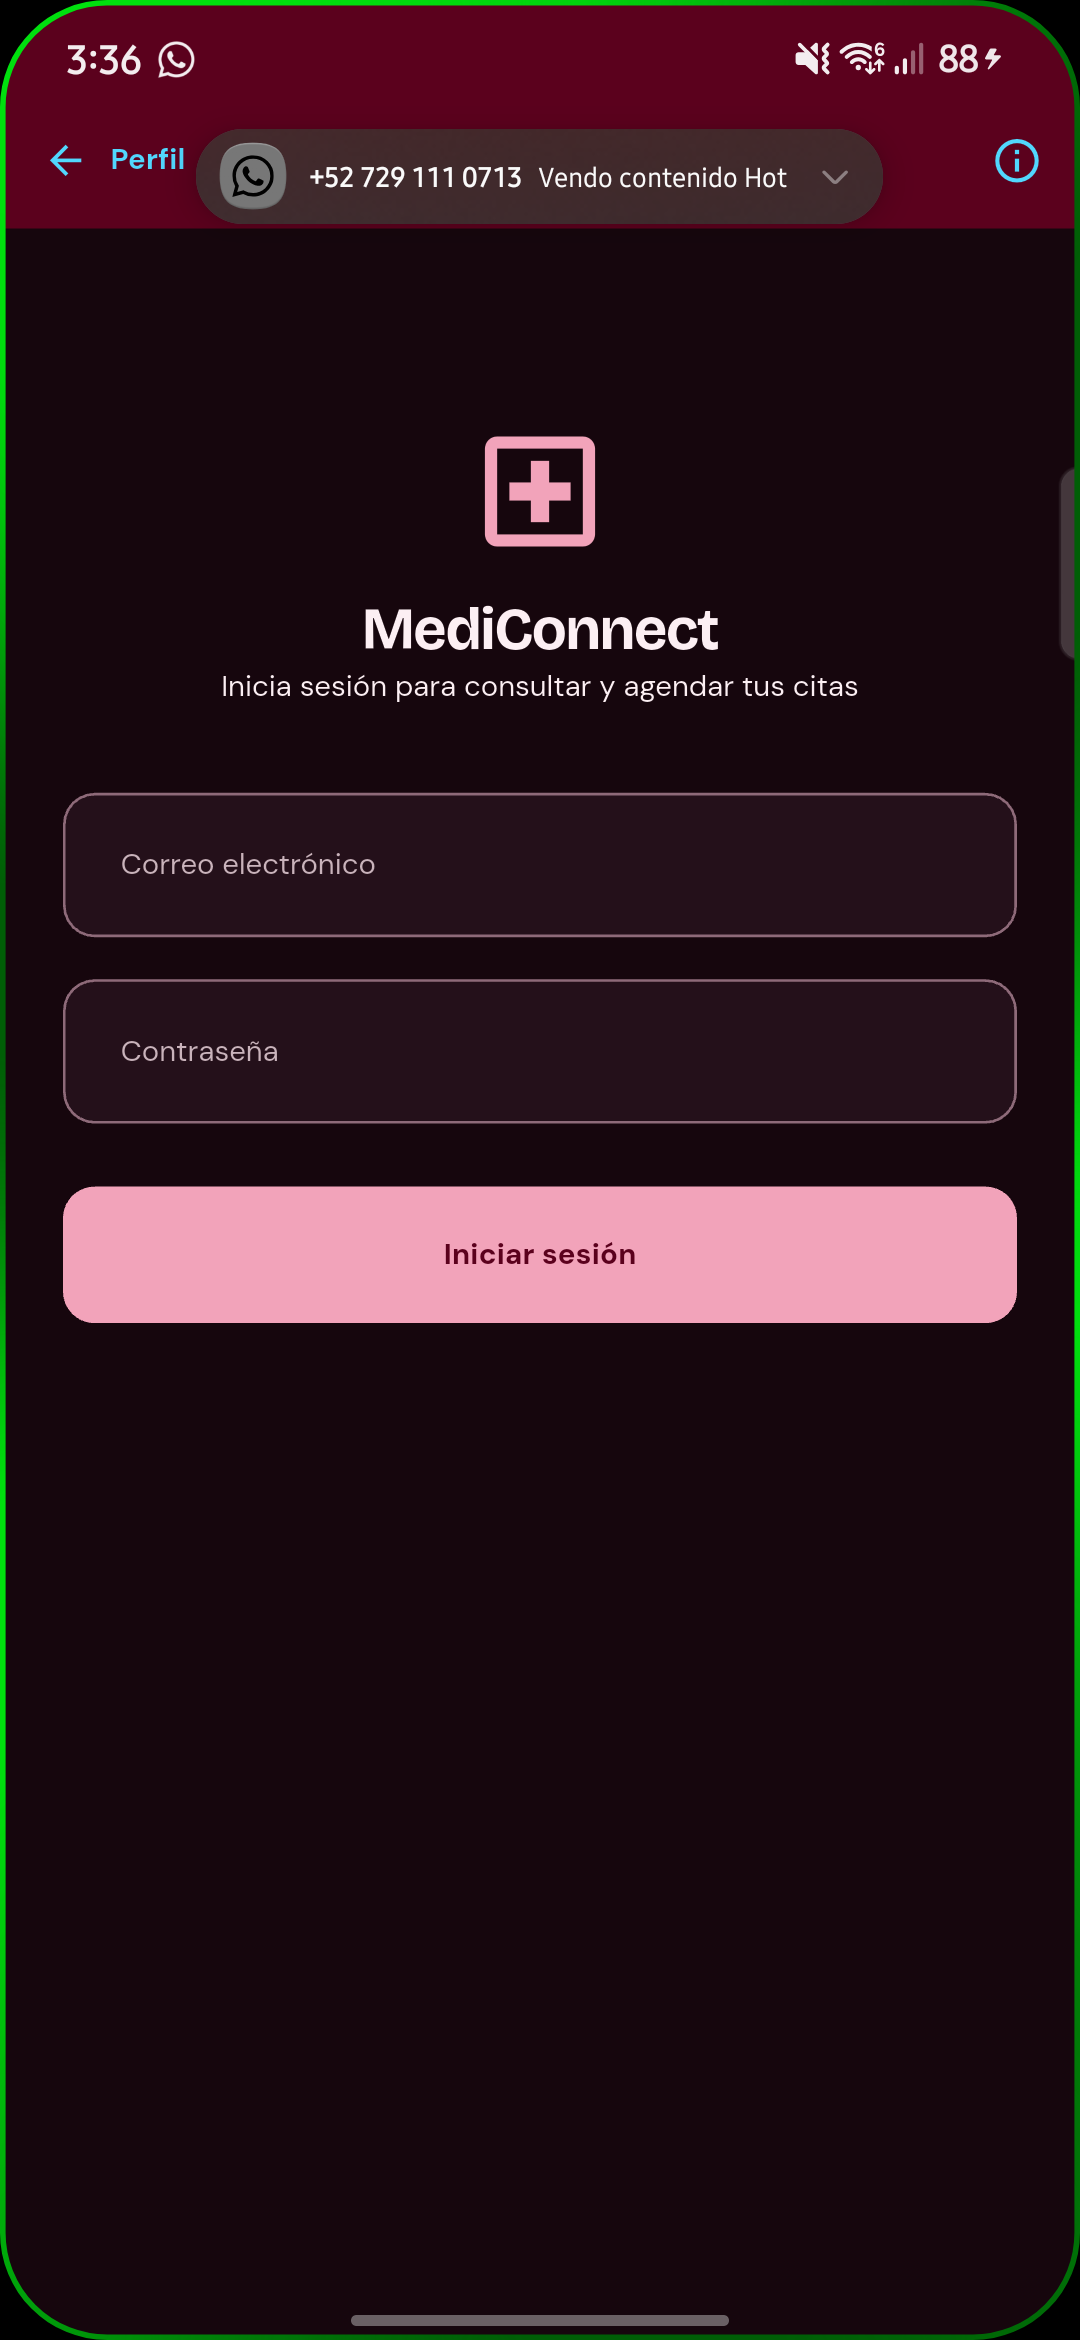 3:36 6 88
Perfil
+52 729 111 0713 Vendo contenido Hot
MediConnect
Inicia sesión para consultar y agendar tus citas
Correo electrónico
Contraseña
Iniciar sesión